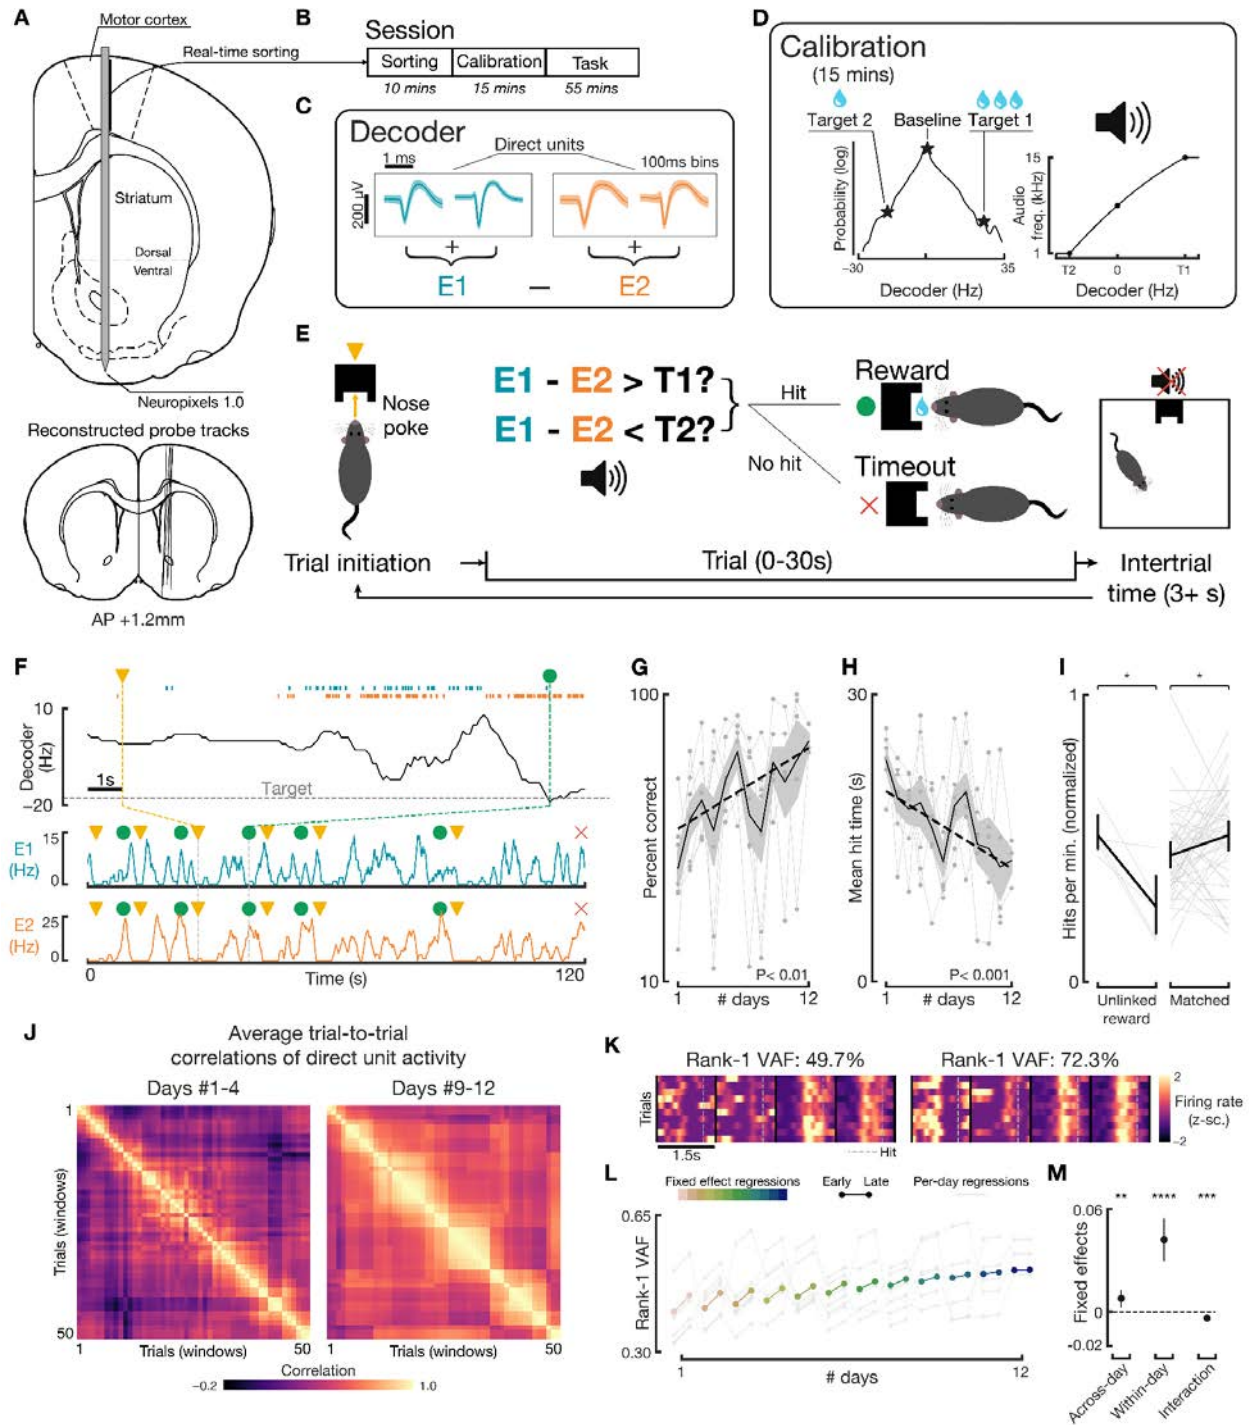 A
Motor cortex
Real-time sorting
Striatum
Dorsal
Ventral
Neuropixels 1.0
Reconstructed probe tracks
AP +1.2mm
B
Session
Sorting Calibration Task
10 mins 15 mins 55 mins
C
Decoder
1 ms
Direct units
100ms bins
200 μV
+ +
E1 – E2
D
Calibration
(15 mins)
Target 2 Baseline Target 1
Probability (log)
-30 35
Decoder (Hz)
Audio
freq. (kHz)
15
1
T2 0 T1
Decoder (Hz)
E
Nose
poke
E1 - E2 > T1?
E1 - E2 < T2?
Hit
No hit
Reward
Timeout
Trial initiation
Trial (0-30s)
Intertrial
time (3+ s)
F
Decoder
(Hz)
10
-20
1s
Target
E1
(Hz)
15
0
E2
(Hz)
25
0
0 Time (s) 120
G
100
Percent correct
10
P< 0.01
1 # days 12
H
30
Mean hit time (s)
0
P< 0.001
1 # days 12
I
* *
1
Hits per min. (normalized)
0
Unlinked
reward
Matched
J
Average trial-to-trial
correlations of direct unit activity
Days #1-4 Days #9-12
1
Trials (windows)
50
1 Trials (windows) 50
1 Trials (windows) 50
Correlation
-0.2 1.0
K
Rank-1 VAF: 49.7% Rank-1 VAF: 72.3%
Trials
1.5s
Hit
2
Firing rate
(z-sc.)
-2
L
Fixed effect regressions
Early Late
Per-day regressions
0.65
Rank-1 VAF
0.30
1 # days 12
M
** **** ***
0.06
Fixed effects
0
-0.02
Across-day
Within-day
Interaction